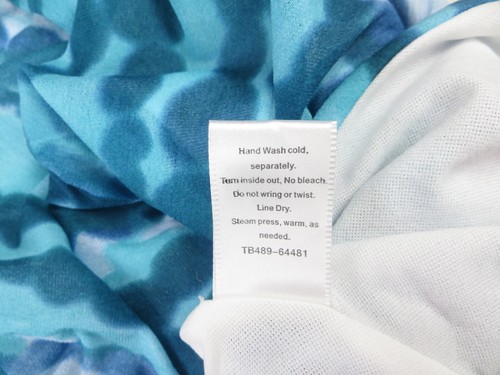 Hand Wash cold,
separately.
Turn inside out, No bleach.
Do not wring or twist.
Line Dry.
Steam press, warm, as
needed.
TB489-64481